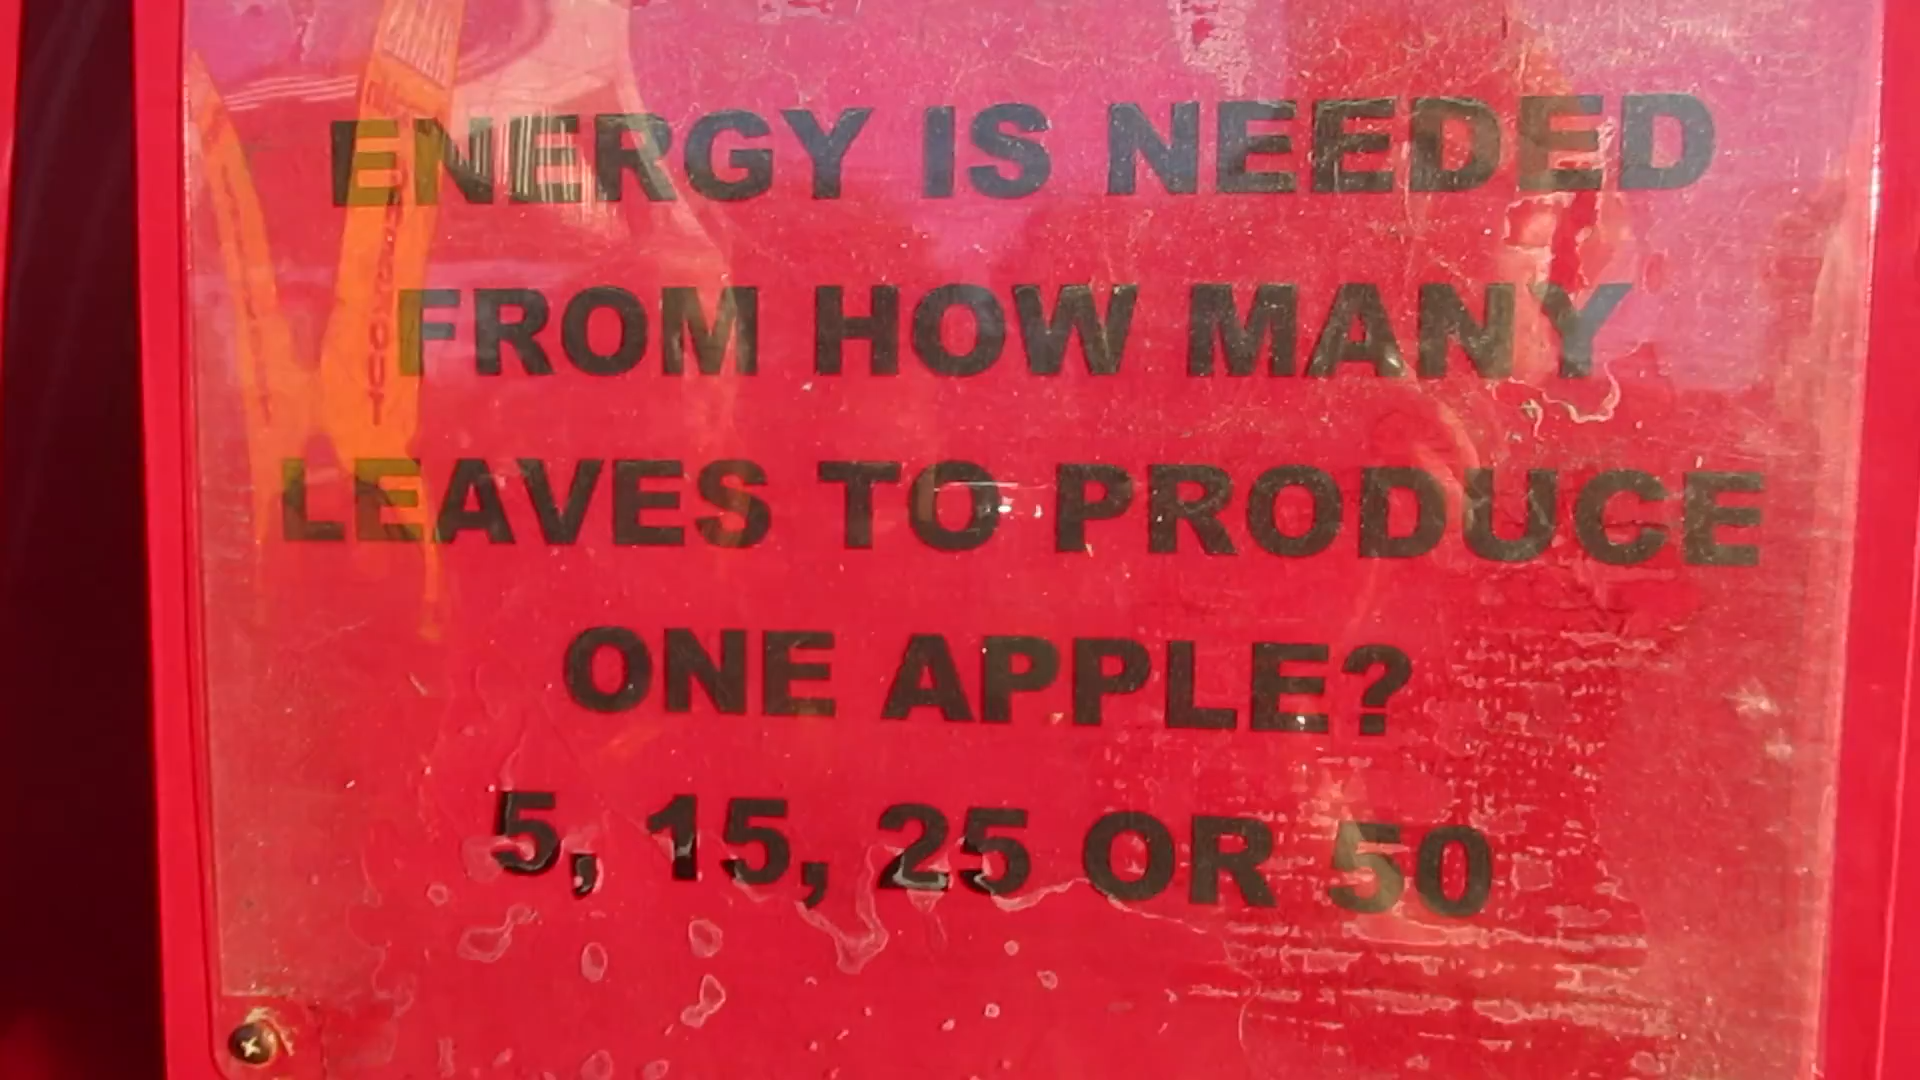 ENERGY IS NEEDED
FROM HOW MANY
LEAVES TO PRODUCE
ONE APPLE?
5, 15, 25 OR 50